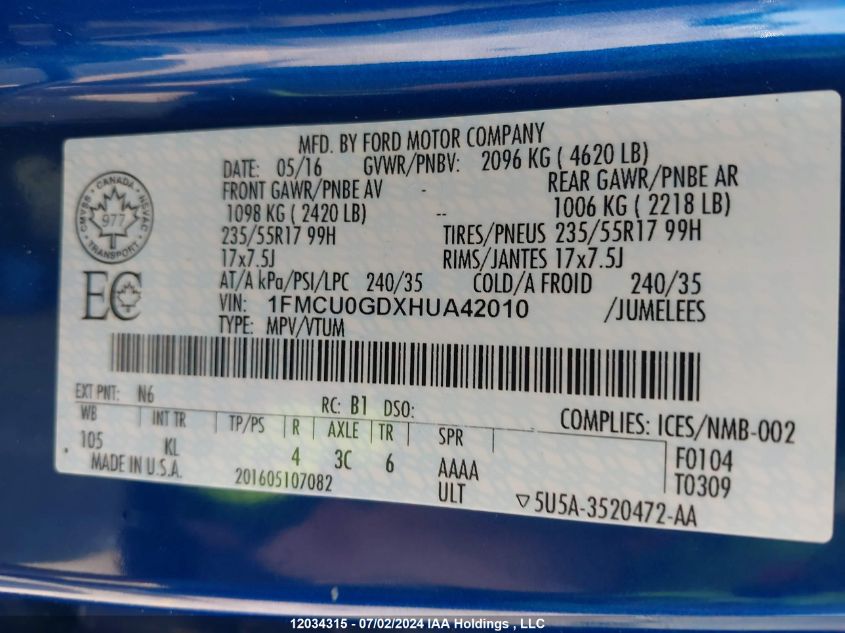 MFD. BY FORD MOTOR COMPANY
DATE: 05/16 GVWR/PNBV: 2096 KG ( 4620 LB)
FRONT GAWR/PNBE AV - REAR GAWR/PNBE AR
1098 KG ( 2420 LB) -- 1006 KG ( 2218 LB)
235/55R17 99H TIRES/PNEUS 235/55R17 99H
17x7.5J RIMS/JANTES 17x7.5J
AT/A kPa/PSI/LPC 240/35 COLD/A FROID 240/35
VIN: 1FMCU0GDXHUA42010 /JUMELEES
TYPE: MPV/VTUM
CANADA
CMVSS NSVAC
977
TRANSPORT
EC
EXT PNT: N6 RC: B1 DSO:
COMPLIES: ICES/NMB-002
WB INT TR TP/PS R AXLE TR SPR
105 KL 4 3C 6 AAAA F0104
MADE IN U.S.A. 201605107082 ULT T0309
▽5U5A-3520472-AA
12034315 - 07/02/2024 IAA Holdings , LLC